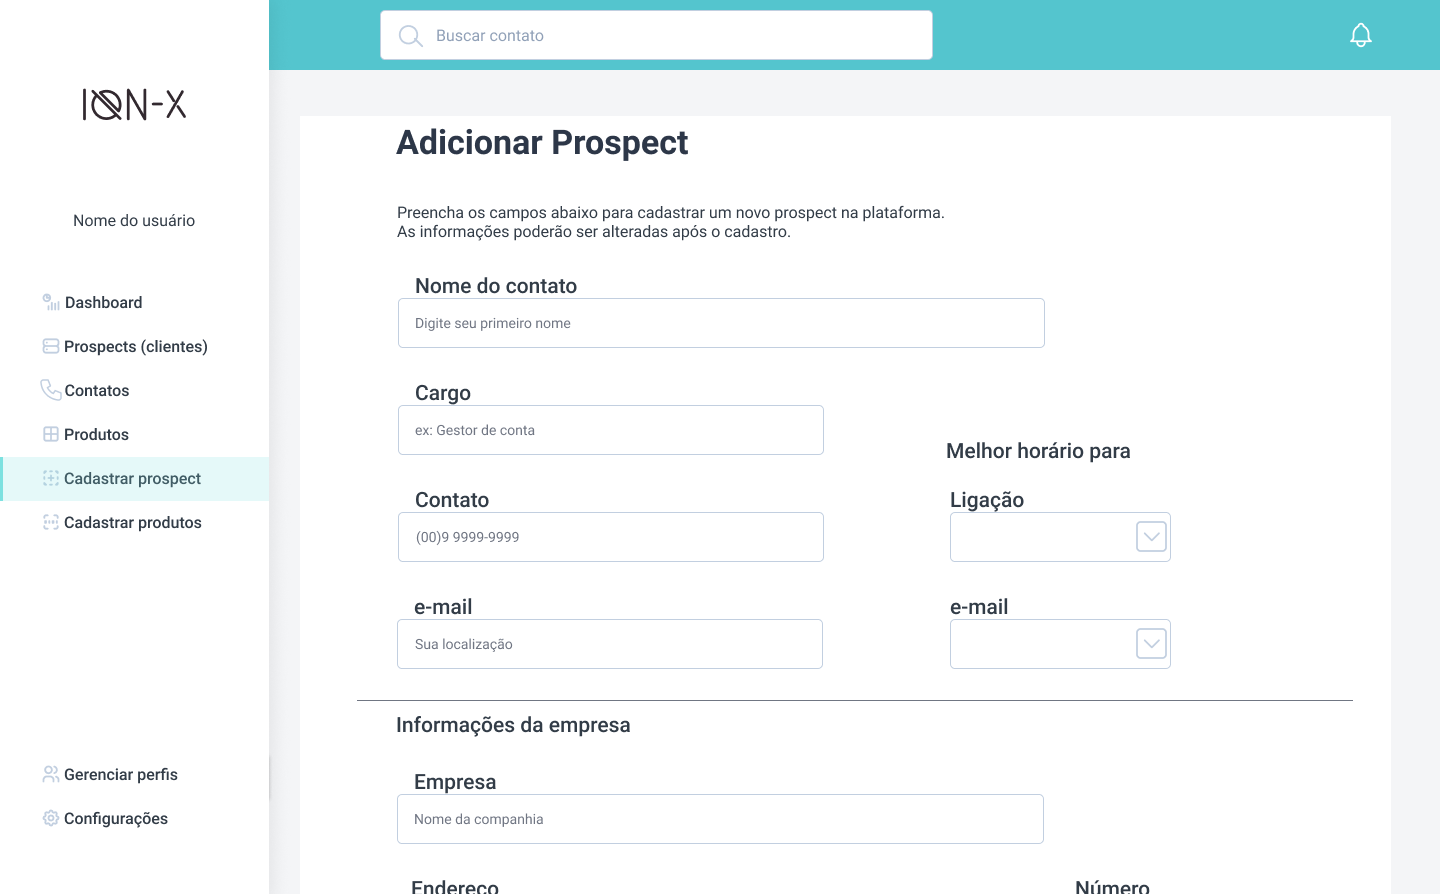 ION-X
Nome do usuário
Dashboard
Prospects (clientes)
Contatos
Produtos
Cadastrar prospect
Cadastrar produtos
Gerenciar perfis
Configurações
Buscar contato
Adicionar Prospect
Preencha os campos abaixo para cadastrar um novo prospect na plataforma.
As informações poderão ser alteradas após o cadastro.
Nome do contato
Digite seu primeiro nome
Cargo
ex: Gestor de conta
Melhor horário para
Contato
Ligação
(00)9 9999-9999
e-mail
e-mail
Sua localização
Informações da empresa
Empresa
Nome da companhia
Endereço
Número